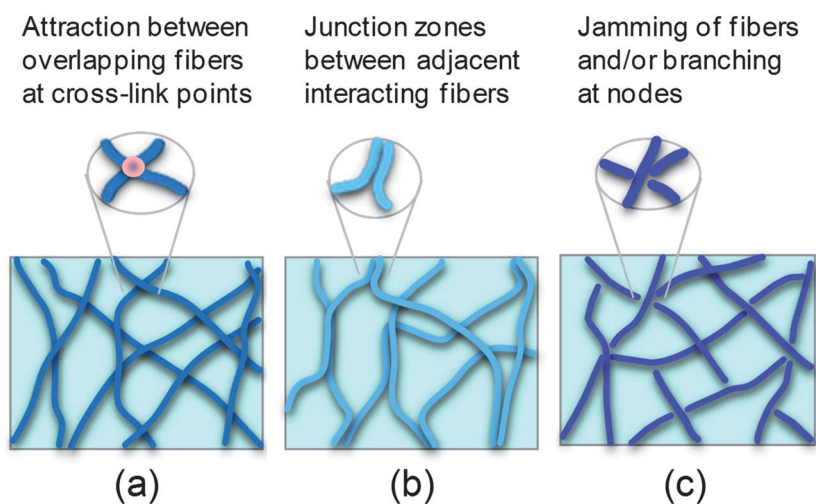 Attraction between
overlapping fibers
at cross-link points
Junction zones
between adjacent
interacting fibers
Jamming of fibers
and/or branching
at nodes
(a)
(b)
(c)